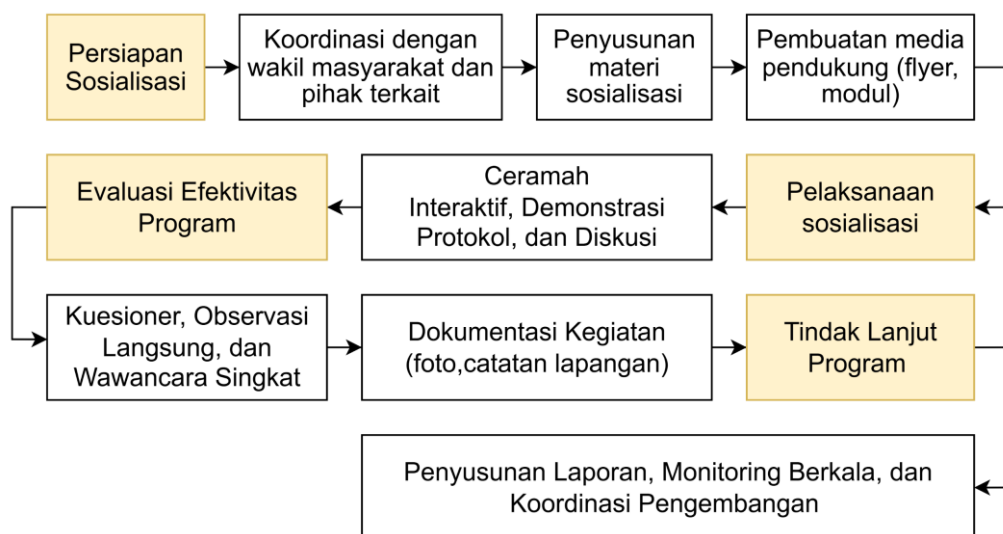 Persiapan
Sosialisasi
Koordinasi dengan
wakil masyarakat dan
pihak terkait
Penyusunan
materi
sosialisasi
Pembuatan media
pendukung (flyer,
modul)
Pelaksanaan
sosialisasi
Ceramah
Interaktif, Demonstrasi
Protokol, dan Diskusi
Evaluasi Efektivitas
Program
Kuesioner, Observasi
Langsung, dan
Wawancara Singkat
Dokumentasi Kegiatan
(foto,catatan lapangan)
Tindak Lanjut
Program
Penyusunan Laporan, Monitoring Berkala, dan
Koordinasi Pengembangan